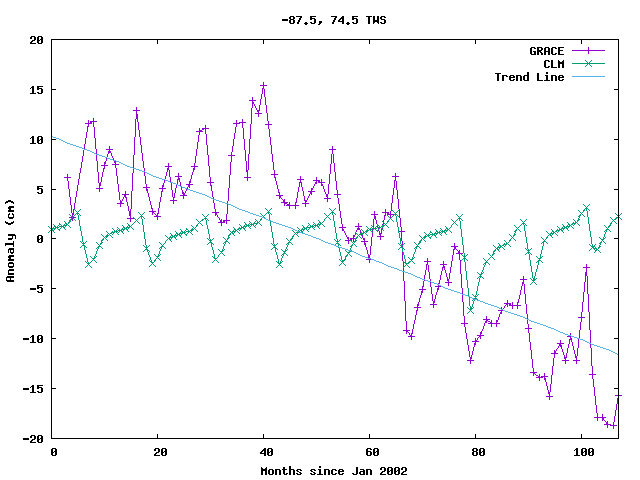 -87.5, 74.5 TWS
GRACE
CLM
Trend Line
20
15
10
5
0
-5
-10
-15
-20
Anomaly (cm)
0 20 40 60 80 100
Months since Jan 2002